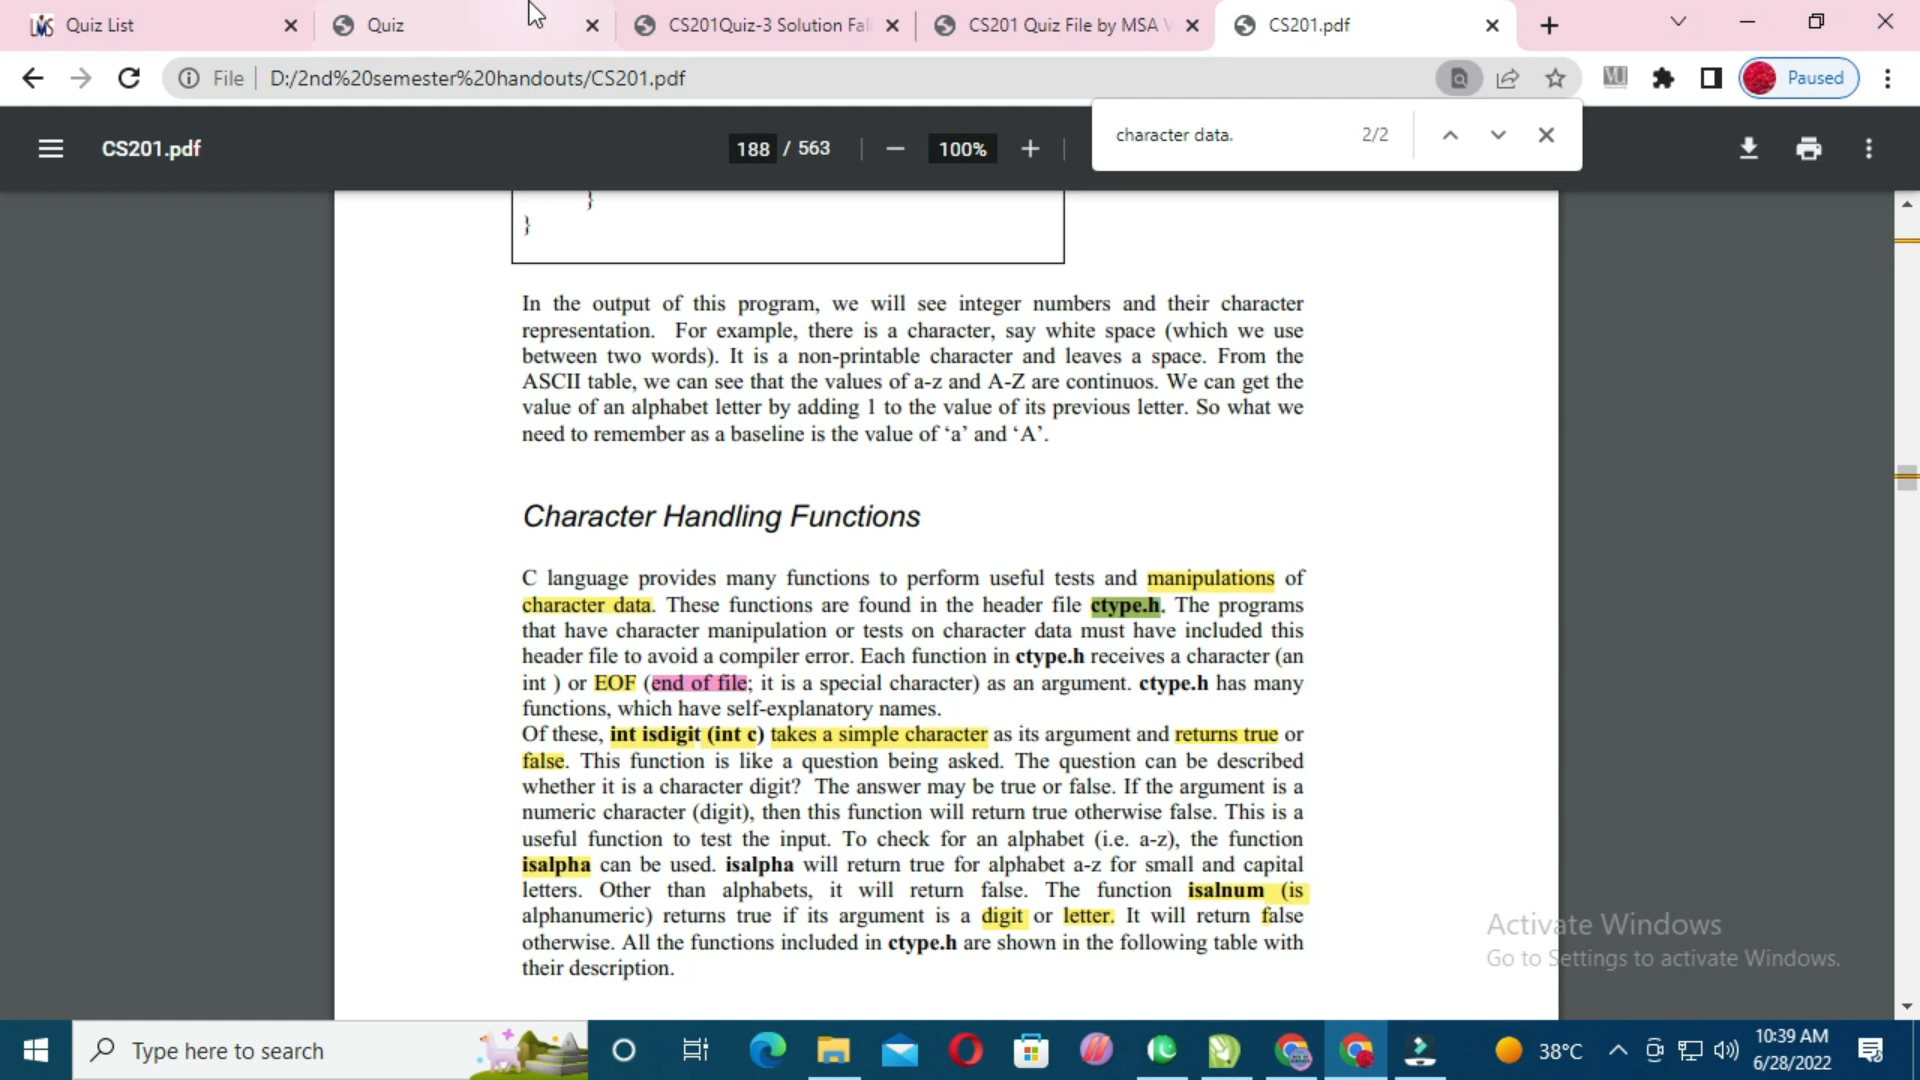 Quiz List
Quiz
CS201Quiz-3 Solution Fal
CS201 Quiz File by MSA V
CS201.pdf
File
D:/2nd%20semester%20handouts/CS201.pdf
VU
Paused
CS201.pdf
188 / 563
100%
character data.
2/2
}
}
In the output of this program, we will see integer numbers and their character
representation. For example, there is a character, say white space (which we use
between two words). It is a non-printable character and leaves a space. From the
ASCII table, we can see that the values of a-z and A-Z are continuos. We can get the
value of an alphabet letter by adding 1 to the value of its previous letter. So what we
need to remember as a baseline is the value of ‘a’ and ‘A’.
Character Handling Functions
C language provides many functions to perform useful tests and manipulations of
character data. These functions are found in the header file ctype.h. The programs
that have character manipulation or tests on character data must have included this
header file to avoid a compiler error. Each function in ctype.h receives a character (an
int ) or EOF (end of file; it is a special character) as an argument. ctype.h has many
functions, which have self-explanatory names.
Of these, int isdigit (int c) takes a simple character as its argument and returns true or
false. This function is like a question being asked. The question can be described
whether it is a character digit? The answer may be true or false. If the argument is a
numeric character (digit), then this function will return true otherwise false. This is a
useful function to test the input. To check for an alphabet (i.e. a-z), the function
isalpha can be used. isalpha will return true for alphabet a-z for small and capital
letters. Other than alphabets, it will return false. The function isalnum (is
alphanumeric) returns true if its argument is a digit or letter. It will return false
otherwise. All the functions included in ctype.h are shown in the following table with
their description.
Activate Windows
Go to Settings to activate Windows.
Type here to search
38°C
10:39 AM
6/28/2022